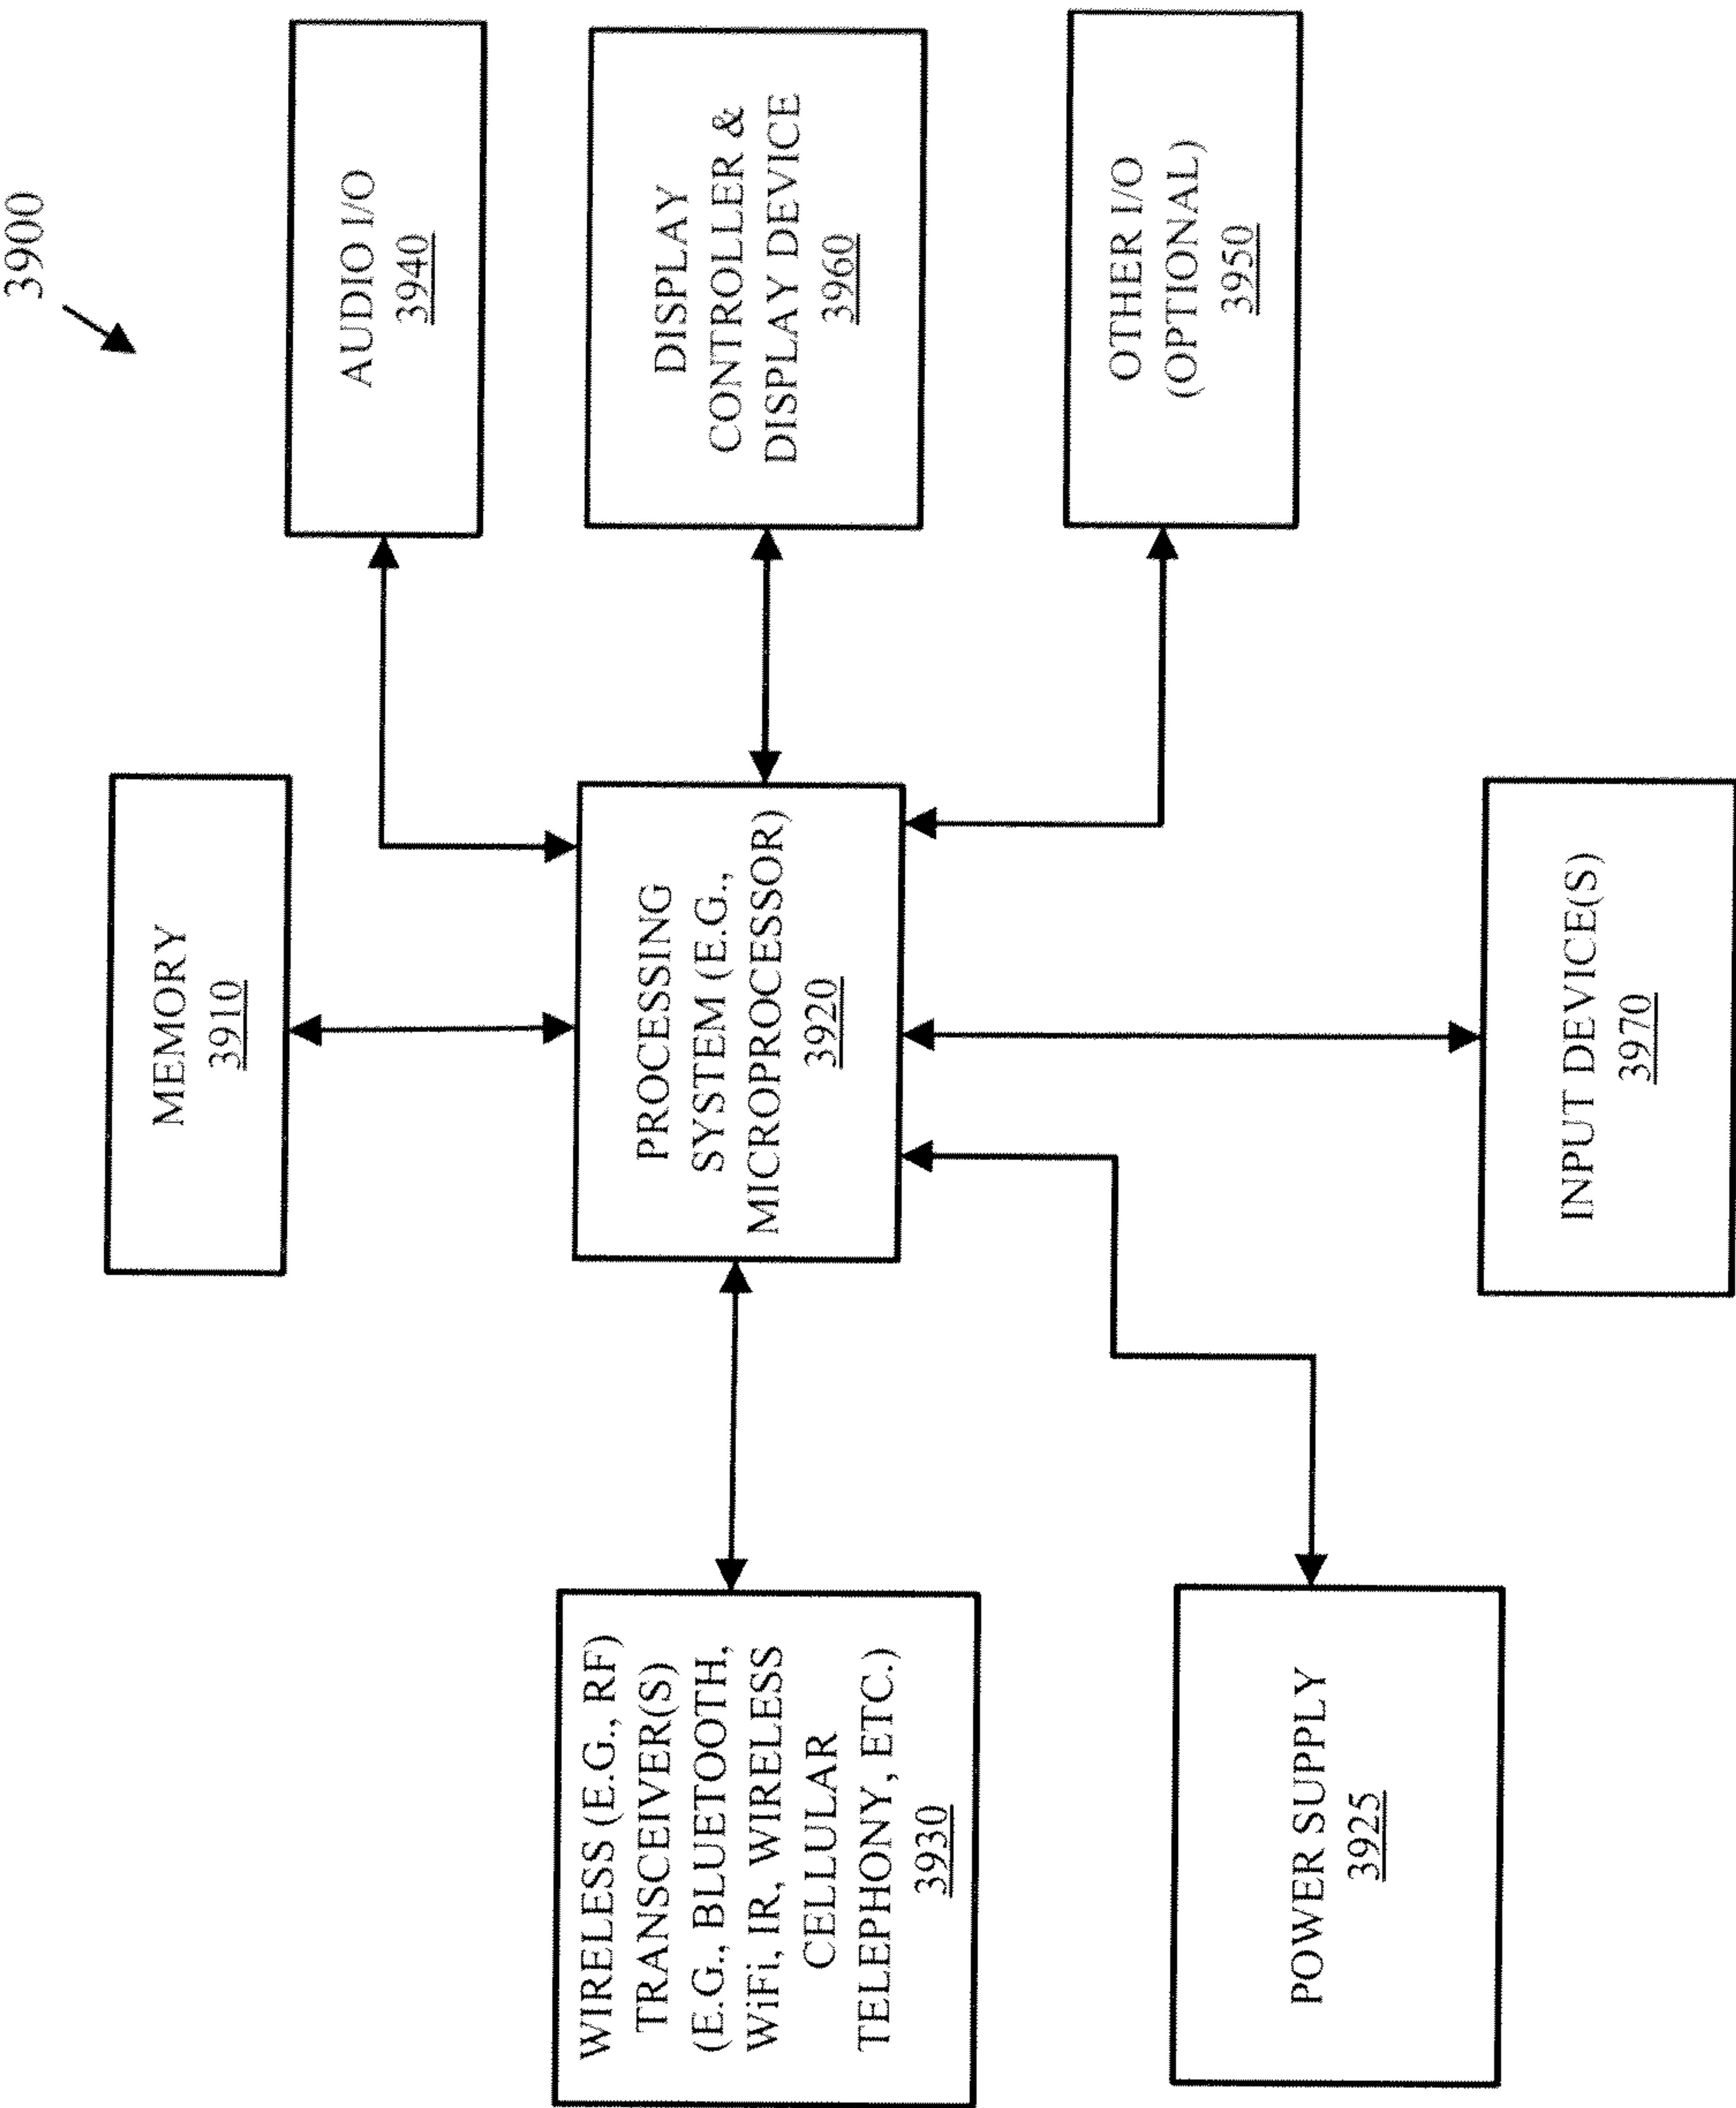 3900
MEMORY
3910
AUDIO I/O
3940
WIRELESS (E.G., RF)
TRANSCEIVER(S)
(E.G., BLUETOOTH,
WiFi, IR, WIRELESS
CELLULAR
TELEPHONY, ETC.)
3930
PROCESSING
SYSTEM (E.G.,
MICROPROCESSOR)
3920
DISPLAY
CONTROLLER &
DISPLAY DEVICE
3960
OTHER I/O
(OPTIONAL)
3950
POWER SUPPLY
3925
INPUT DEVICE(S)
3970